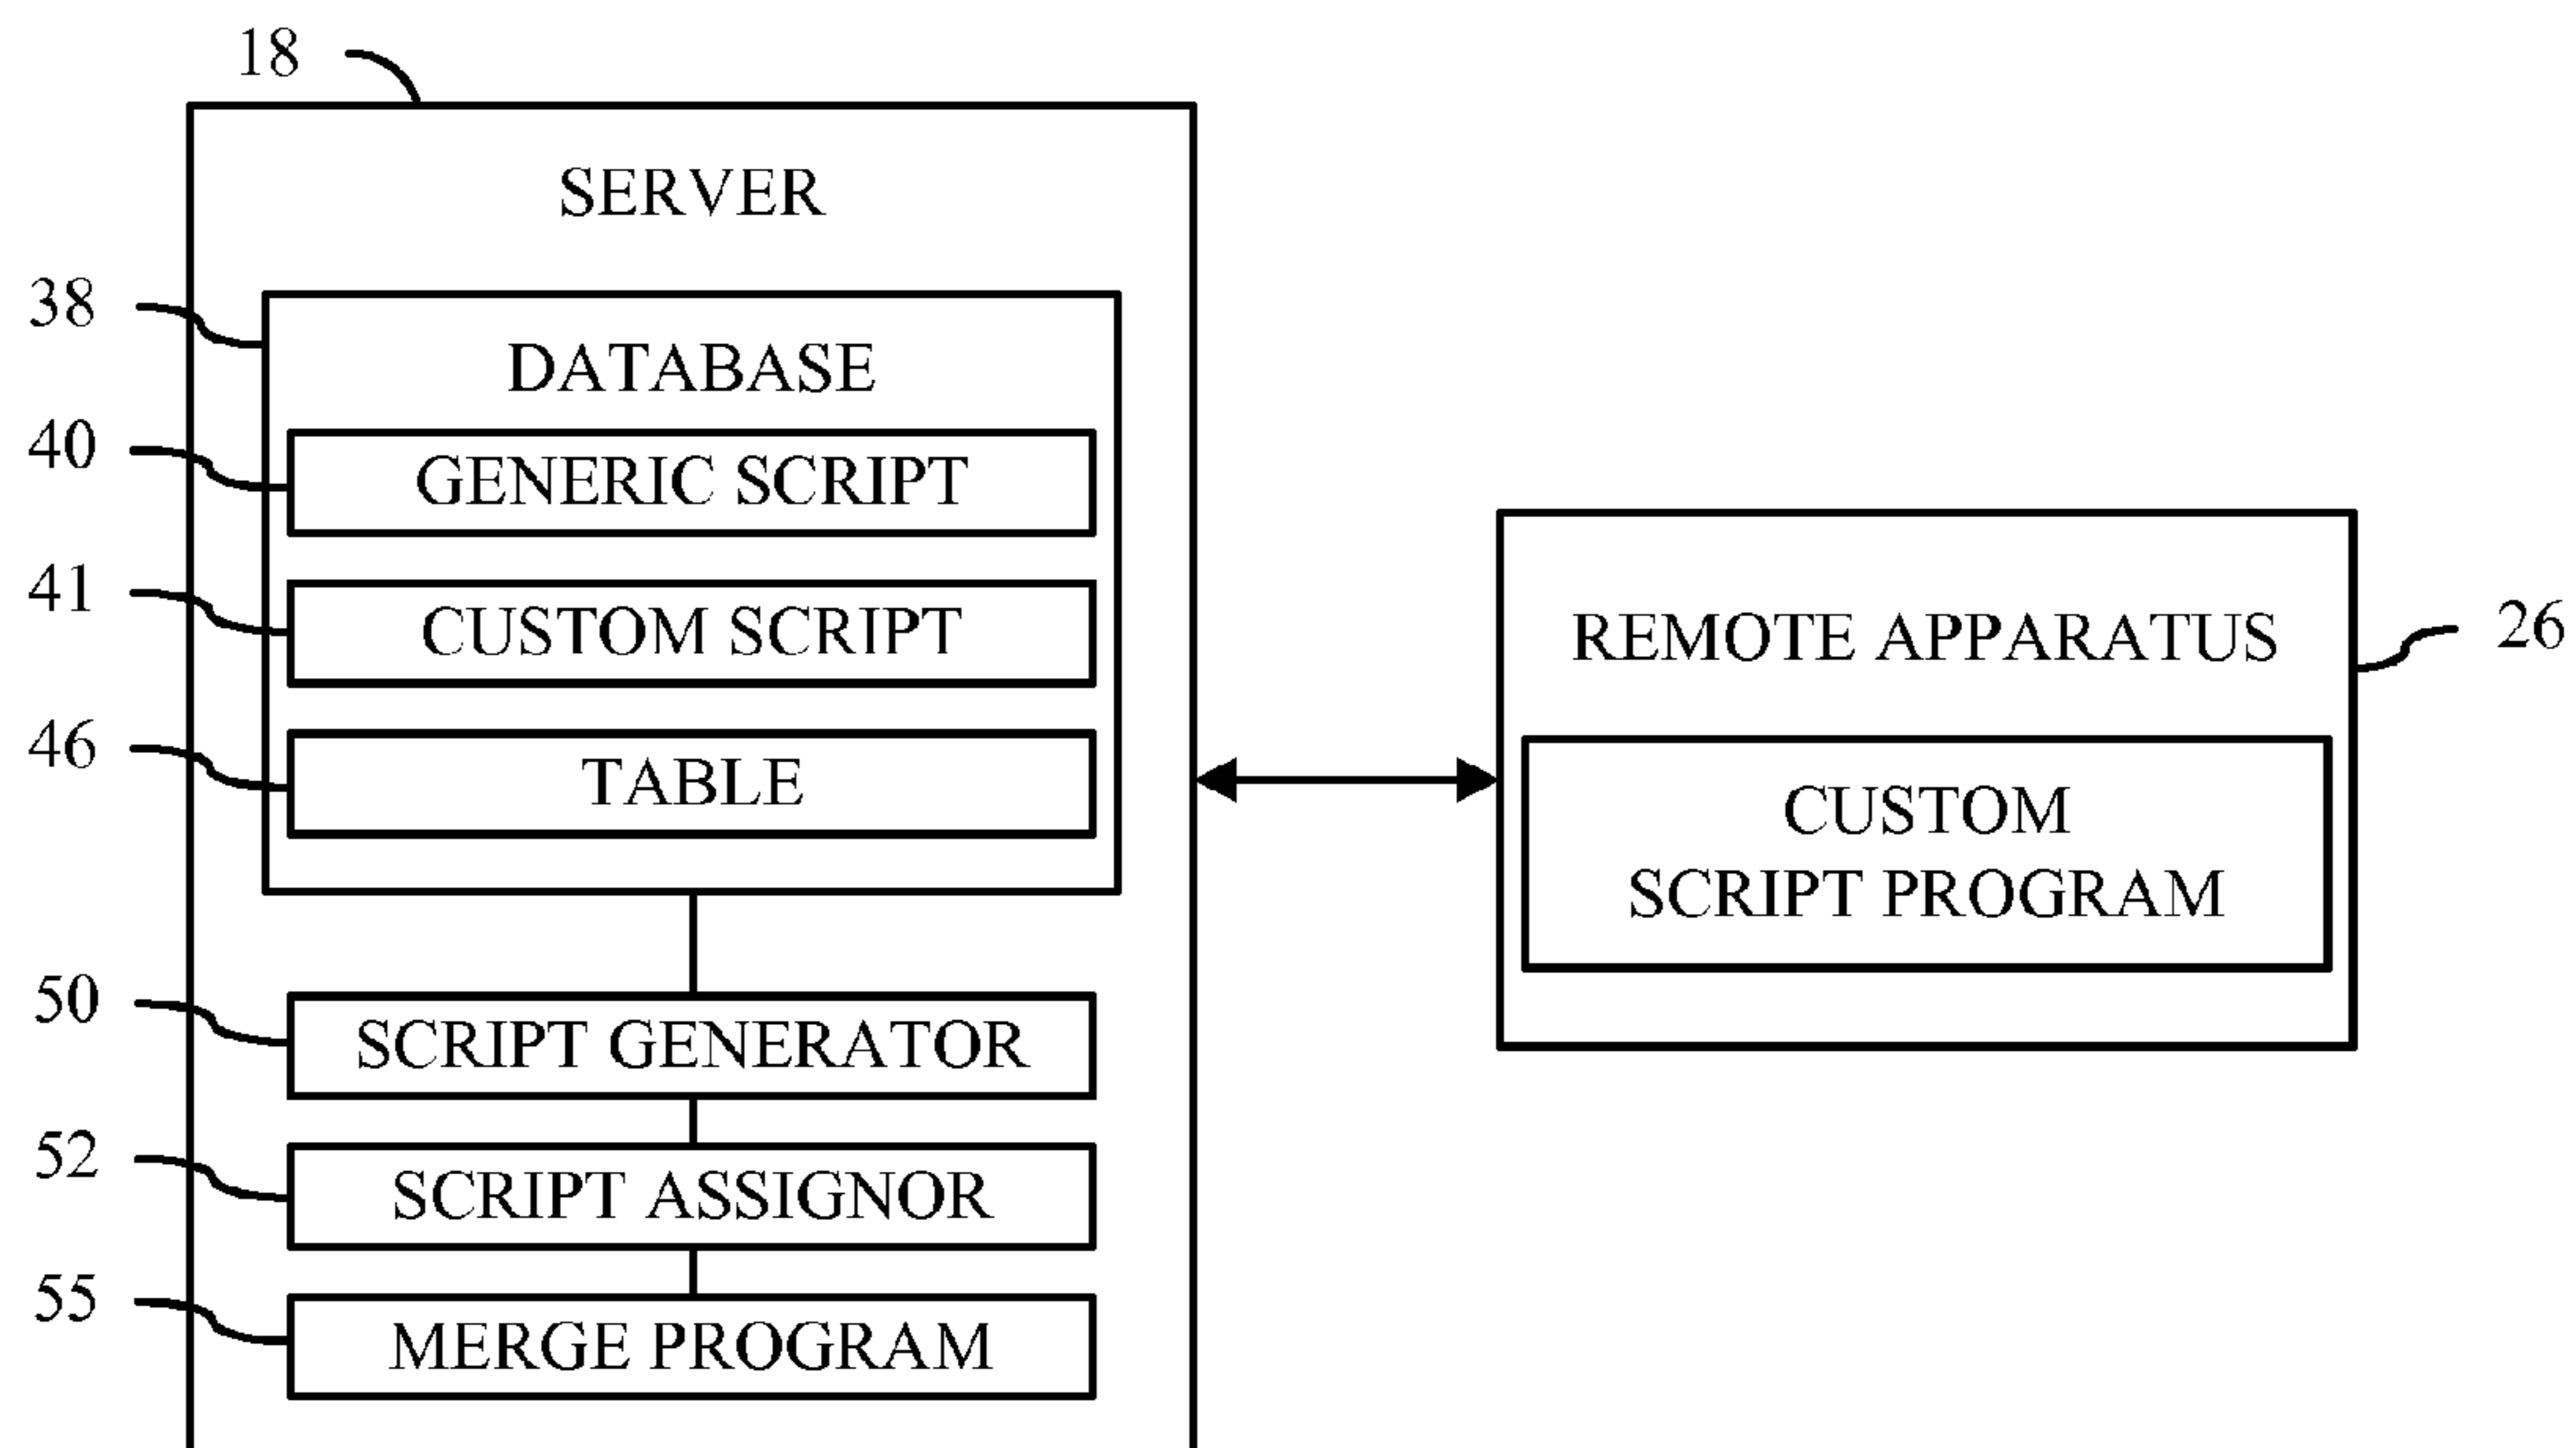 18
SERVER
38
DATABASE
40
GENERIC SCRIPT
41
CUSTOM SCRIPT
46
TABLE
50
SCRIPT GENERATOR
52
SCRIPT ASSIGNOR
55
MERGE PROGRAM
REMOTE APPARATUS
26
CUSTOM
SCRIPT PROGRAM